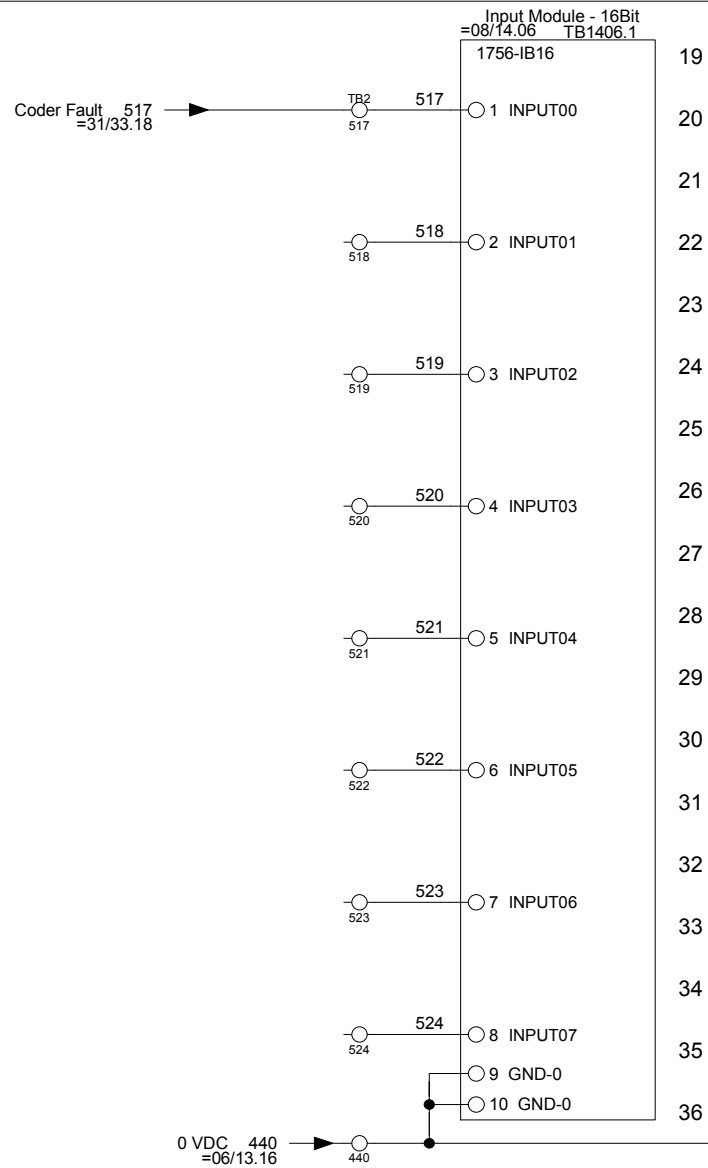 Input Module - 16Bit
=08/14.06 TB1406.1
1756-IB16
19
Coder Fault 517
=31/33.18
TB2
517
517
1 INPUT00
20
21
518
518
2 INPUT01
22
23
519
519
3 INPUT02
24
25
520
520
4 INPUT03
26
27
521
521
5 INPUT04
28
29
522
522
6 INPUT05
30
31
32
523
523
7 INPUT06
33
34
524
524
8 INPUT07
35
9 GND-0
10 GND-0
36
0 VDC 440
=06/13.16
440